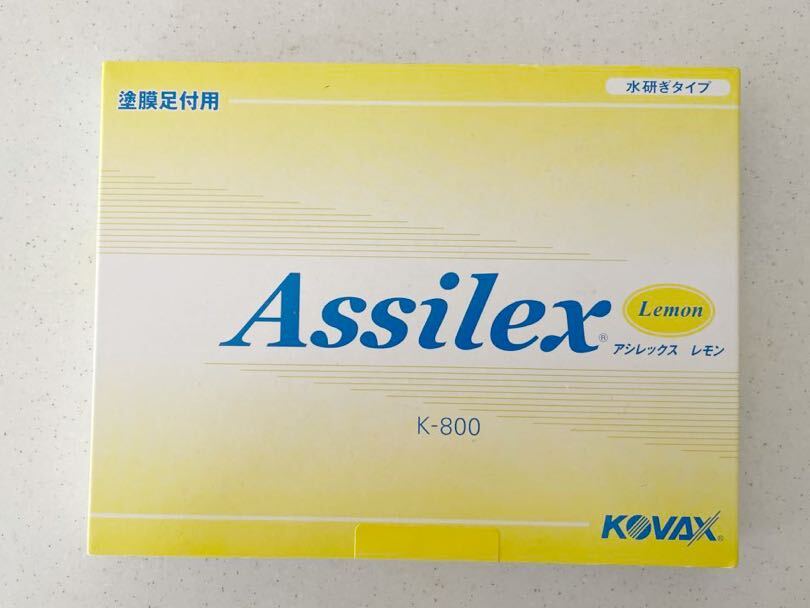 塗膜足付用
水研ぎタイプ
Assilex®
Lemon
アシレックス レモン
K-800
KOVAX®